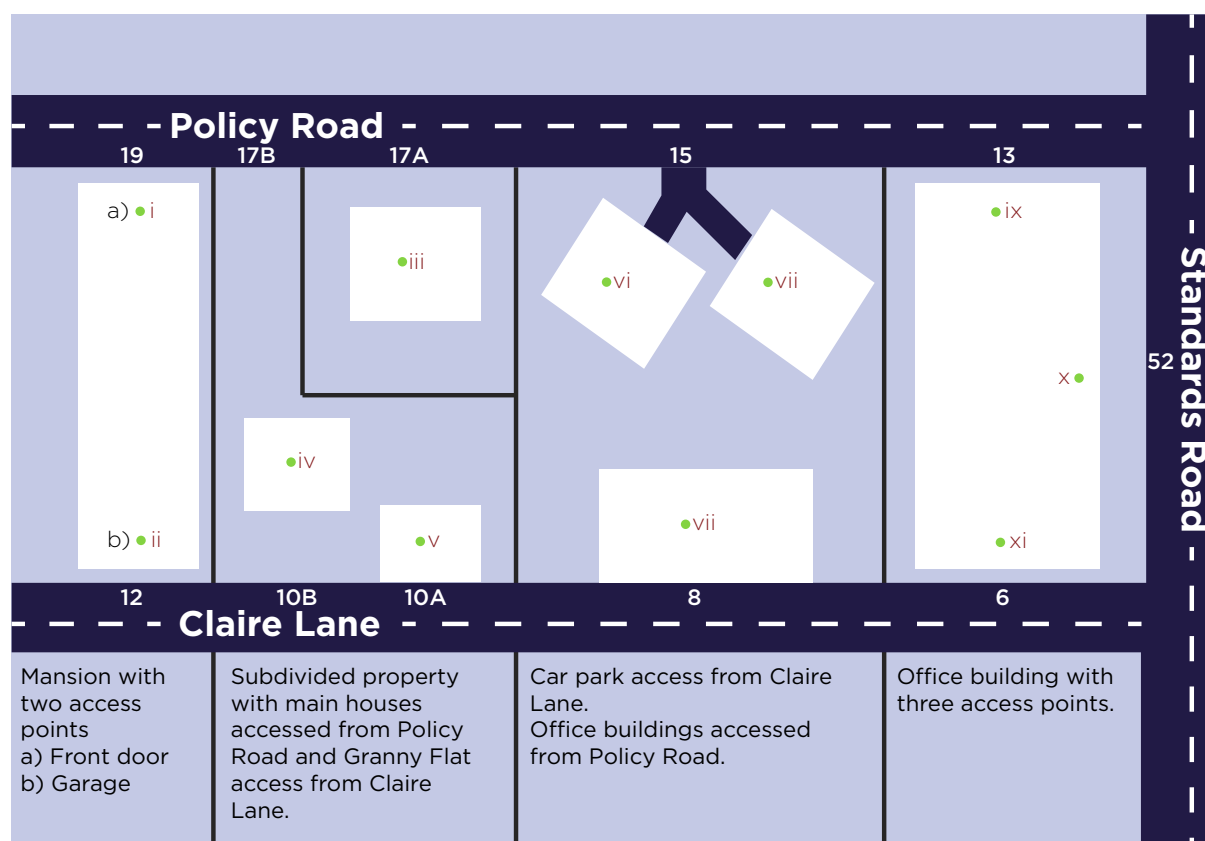 Policy Road
19
17B
17A
15
13
a) i
iii
vi
vii
ix
x
52
Standards Road
iv
b) ii
v
vii
xi
12
10B
10A
8
6
Claire Lane
Mansion with
two access
points
a) Front door
b) Garage
Subdivided property
with main houses
accessed from Policy
Road and Granny Flat
access from Claire
Lane.
Car park access from Claire
Lane.
Office buildings accessed
from Policy Road.
Office building with
three access points.